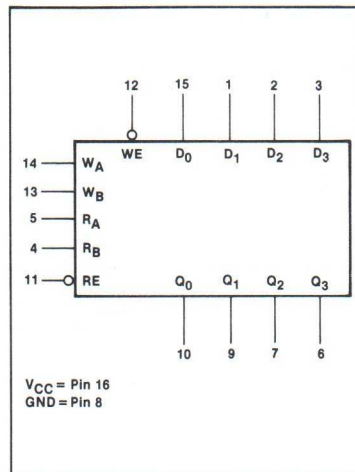 12 15 1 2 3
WE D0 D1 D2 D3
14 WA
13 WB
5 RA
4 RB
11 RE Q0 Q1 Q2 Q3
10 9 7 6
VCC = Pin 16
GND = Pin 8